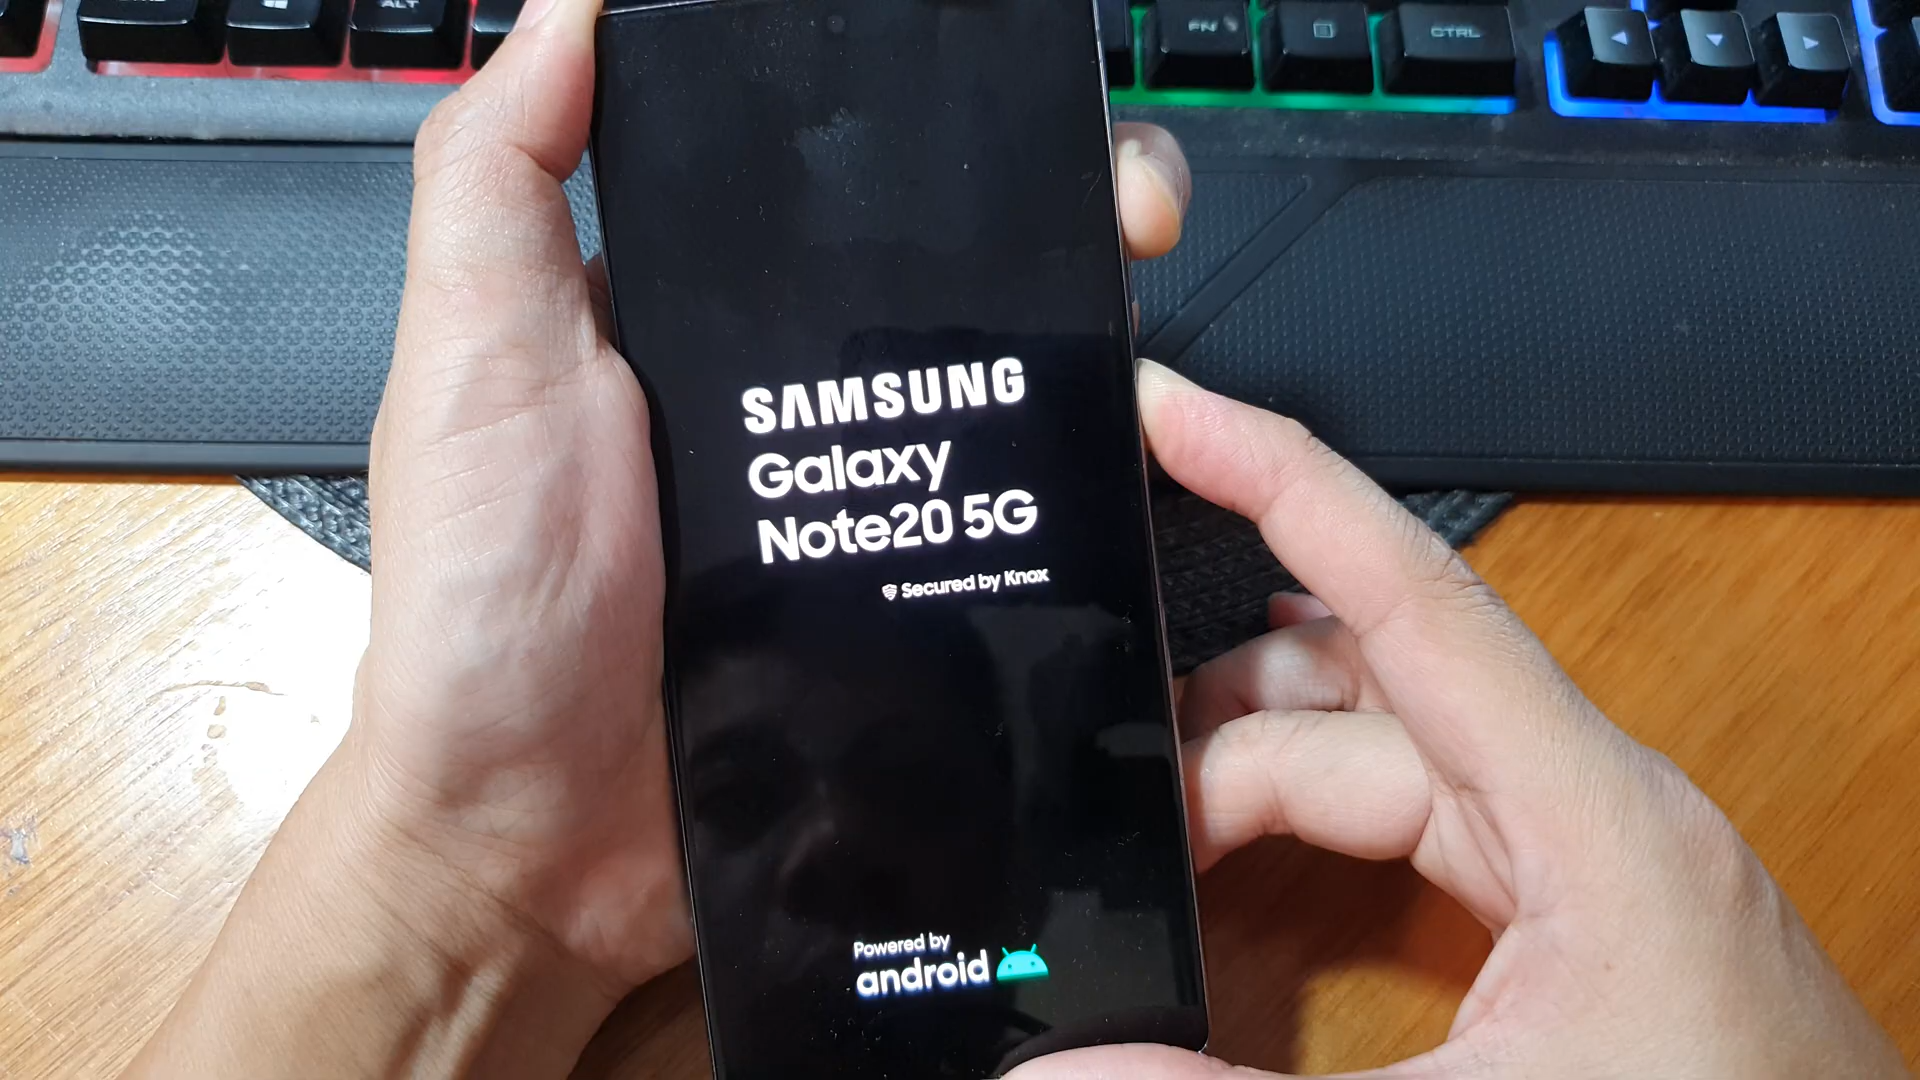 ALT
FN
CTRL
SAMSUNG
Galaxy
Note20 5G
Secured by Knox
Powered by
android